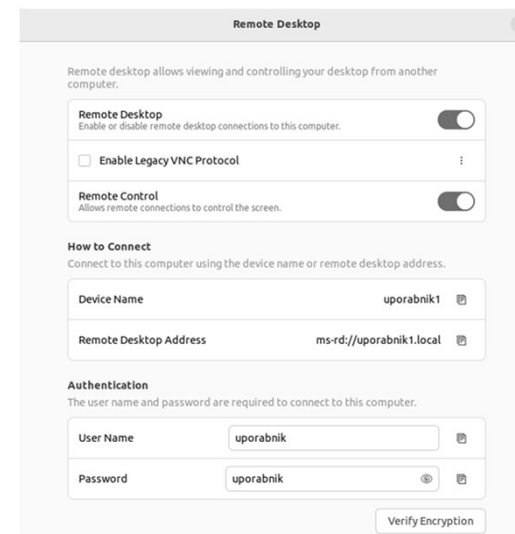 Remote Desktop
Remote desktop allows viewing and controlling your desktop from another
computer.
Remote Desktop
Enable or disable remote desktop connections to this computer.
Enable Legacy VNC Protocol
Remote Control
Allows remote connections to control the screen.
How to Connect
Connect to this computer using the device name or remote desktop address.
Device Name uporabnik1
Remote Desktop Address ms-rd://uporabnik1.local
Authentication
The user name and password are required to connect to this computer.
User Name uporabnik
Password uporabnik
Verify Encryption